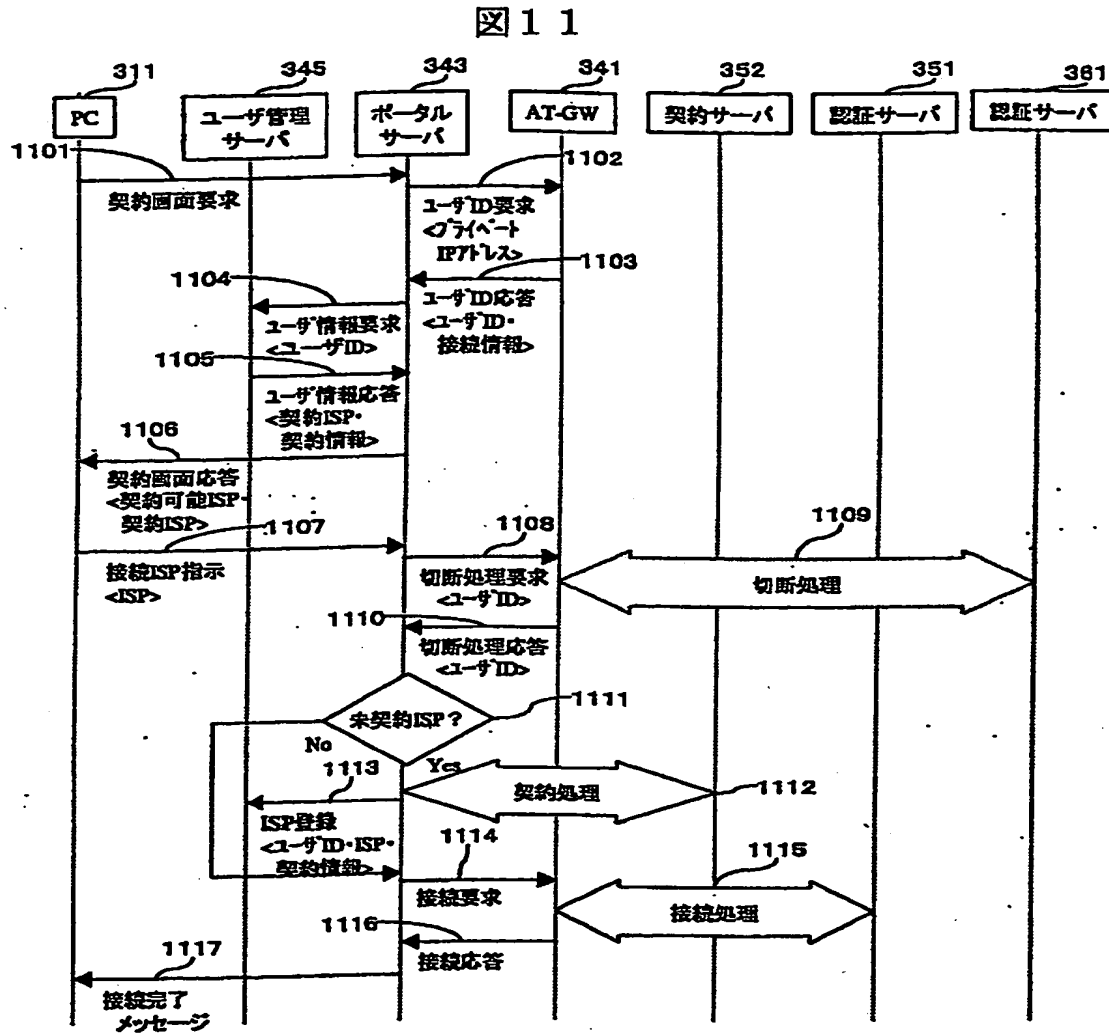 図11
311
345
343
341
352
351
361
PC
ユーザ管理
サーバ
ポータル
サーバ
AT-GW
契約サーバ
認証サーバ
認証サーバ
1101
契約画面要求
1102
ユーザID要求
<プライベート
IPアドレス>
1103
ユーザID応答
<ユーザID・
接続情報>
1104
ユーザ情報要求
<ユーザID>
1105
ユーザ情報応答
<契約ISP・
契約情報>
1106
契約画面応答
<契約可能ISP・
契約ISP>
1107
接続ISP指示
<ISP>
1108
切断処理要求
<ユーザID>
1109
切断処理
1110
切断処理応答
<ユーザID>
未契約ISP?
1111
No
Yes
契約処理
1112
1113
ISP登録
<ユーザID・ISP・
契約情報>
1114
接続要求
1115
接続処理
1116
接続応答
1117
接続完了
メッセージ